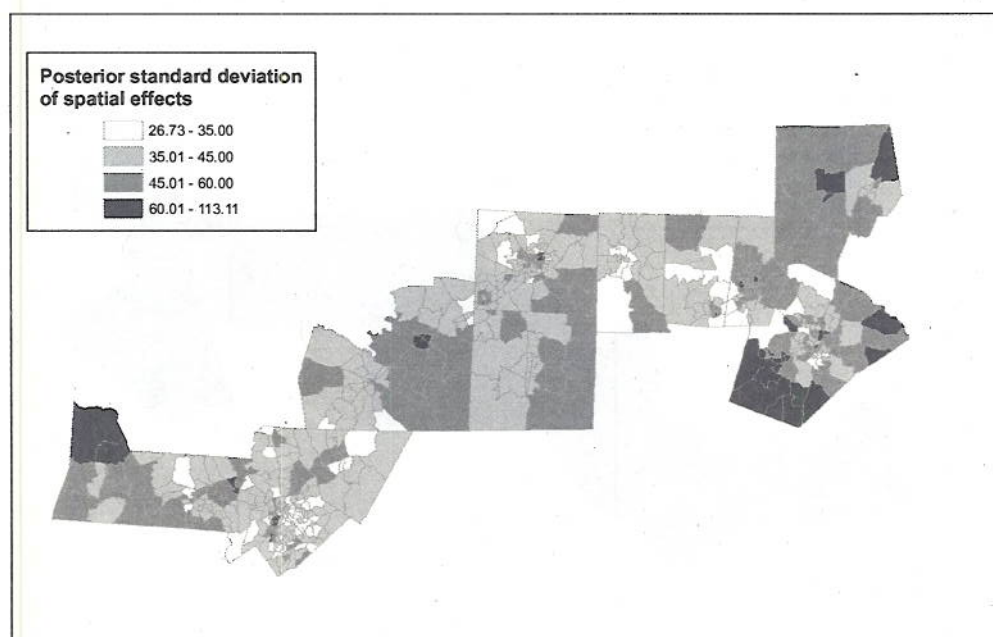 Posterior standard deviation
of spatial effects
26.73 - 35.00
35.01 - 45.00
45.01 - 60.00
60.01 - 113.11